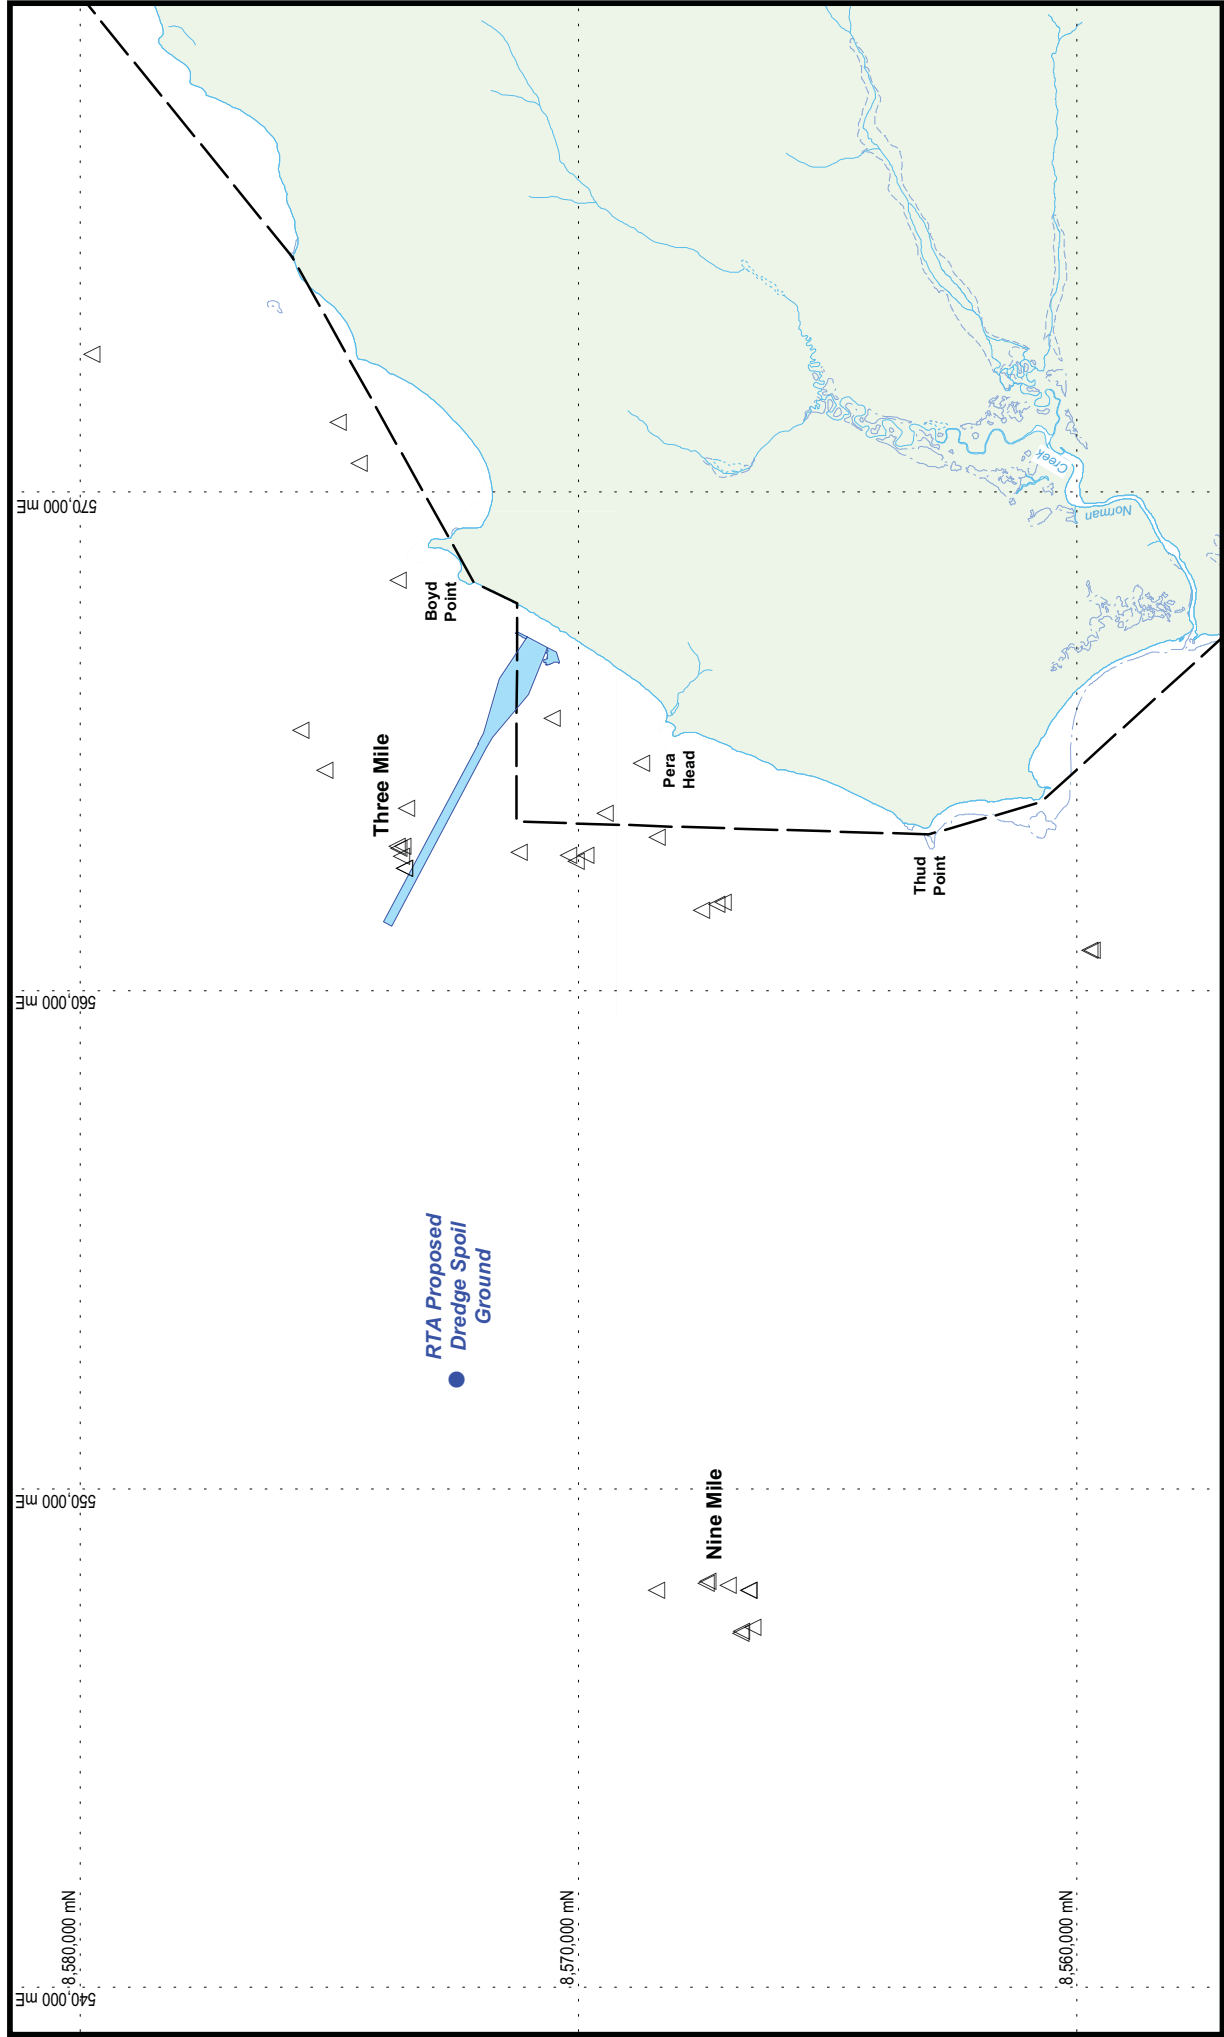 570,000 mE
560,000 mE
550,000 mE
540,000 mE
8,580,000 mN
8,570,000 mN
8,560,000 mN
Boyd
Point
Three Mile
Pera
Head
Thud
Point
Norman
Creek
RTA Proposed
Dredge Spoil
Ground
Nine Mile